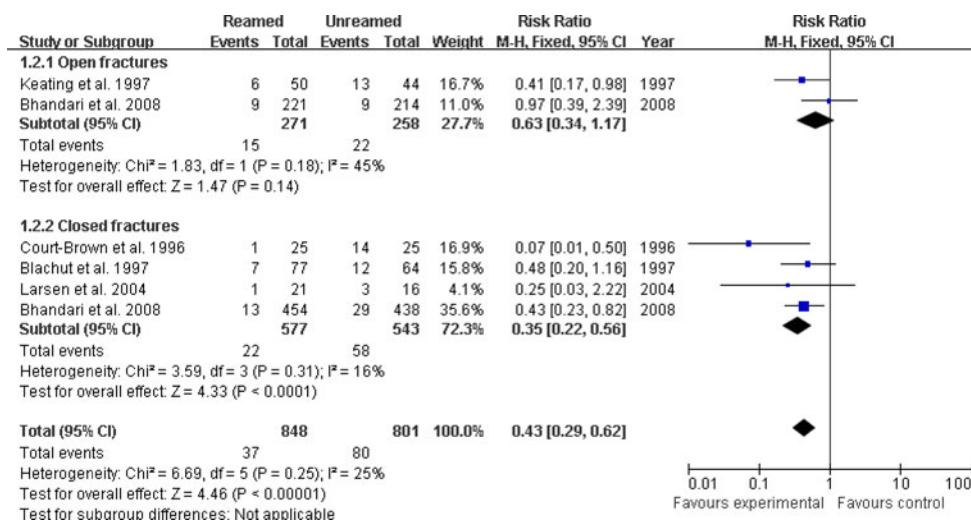 Reamed Unreamed Risk Ratio Risk Ratio
Study or Subgroup Events Total Events Total Weight M-H, Fixed, 95% CI Year M-H, Fixed, 95% CI
1.2.1 Open fractures
Keating et al. 1997 6 50 13 44 16.7% 0.41 [0.17, 0.98] 1997
Bhandari et al. 2008 9 221 9 214 11.0% 0.97 [0.39, 2.39] 2008
Subtotal (95% CI) 271 258 27.7% 0.63 [0.34, 1.17]
Total events 15 22
Heterogeneity: Chi² = 1.83, df = 1 (P = 0.18); I² = 45%
Test for overall effect: Z = 1.47 (P = 0.14)
1.2.2 Closed fractures
Court-Brown et al. 1996 1 25 14 25 16.9% 0.07 [0.01, 0.50] 1996
Blachut et al. 1997 7 77 12 64 15.8% 0.48 [0.20, 1.16] 1997
Larsen et al. 2004 1 21 3 16 4.1% 0.25 [0.03, 2.22] 2004
Bhandari et al. 2008 13 454 29 438 35.6% 0.43 [0.23, 0.82] 2008
Subtotal (95% CI) 577 543 72.3% 0.35 [0.22, 0.56]
Total events 22 58
Heterogeneity: Chi² = 3.59, df = 3 (P = 0.31); I² = 16%
Test for overall effect: Z = 4.33 (P < 0.0001)
Total (95% CI) 848 801 100.0% 0.43 [0.29, 0.62]
Total events 37 80
Heterogeneity: Chi² = 6.69, df = 5 (P = 0.25); I² = 25%
Test for overall effect: Z = 4.46 (P < 0.00001)
Test for subgroup differences: Not applicable
0.01 0.1 1 10 100
Favours experimental Favours control